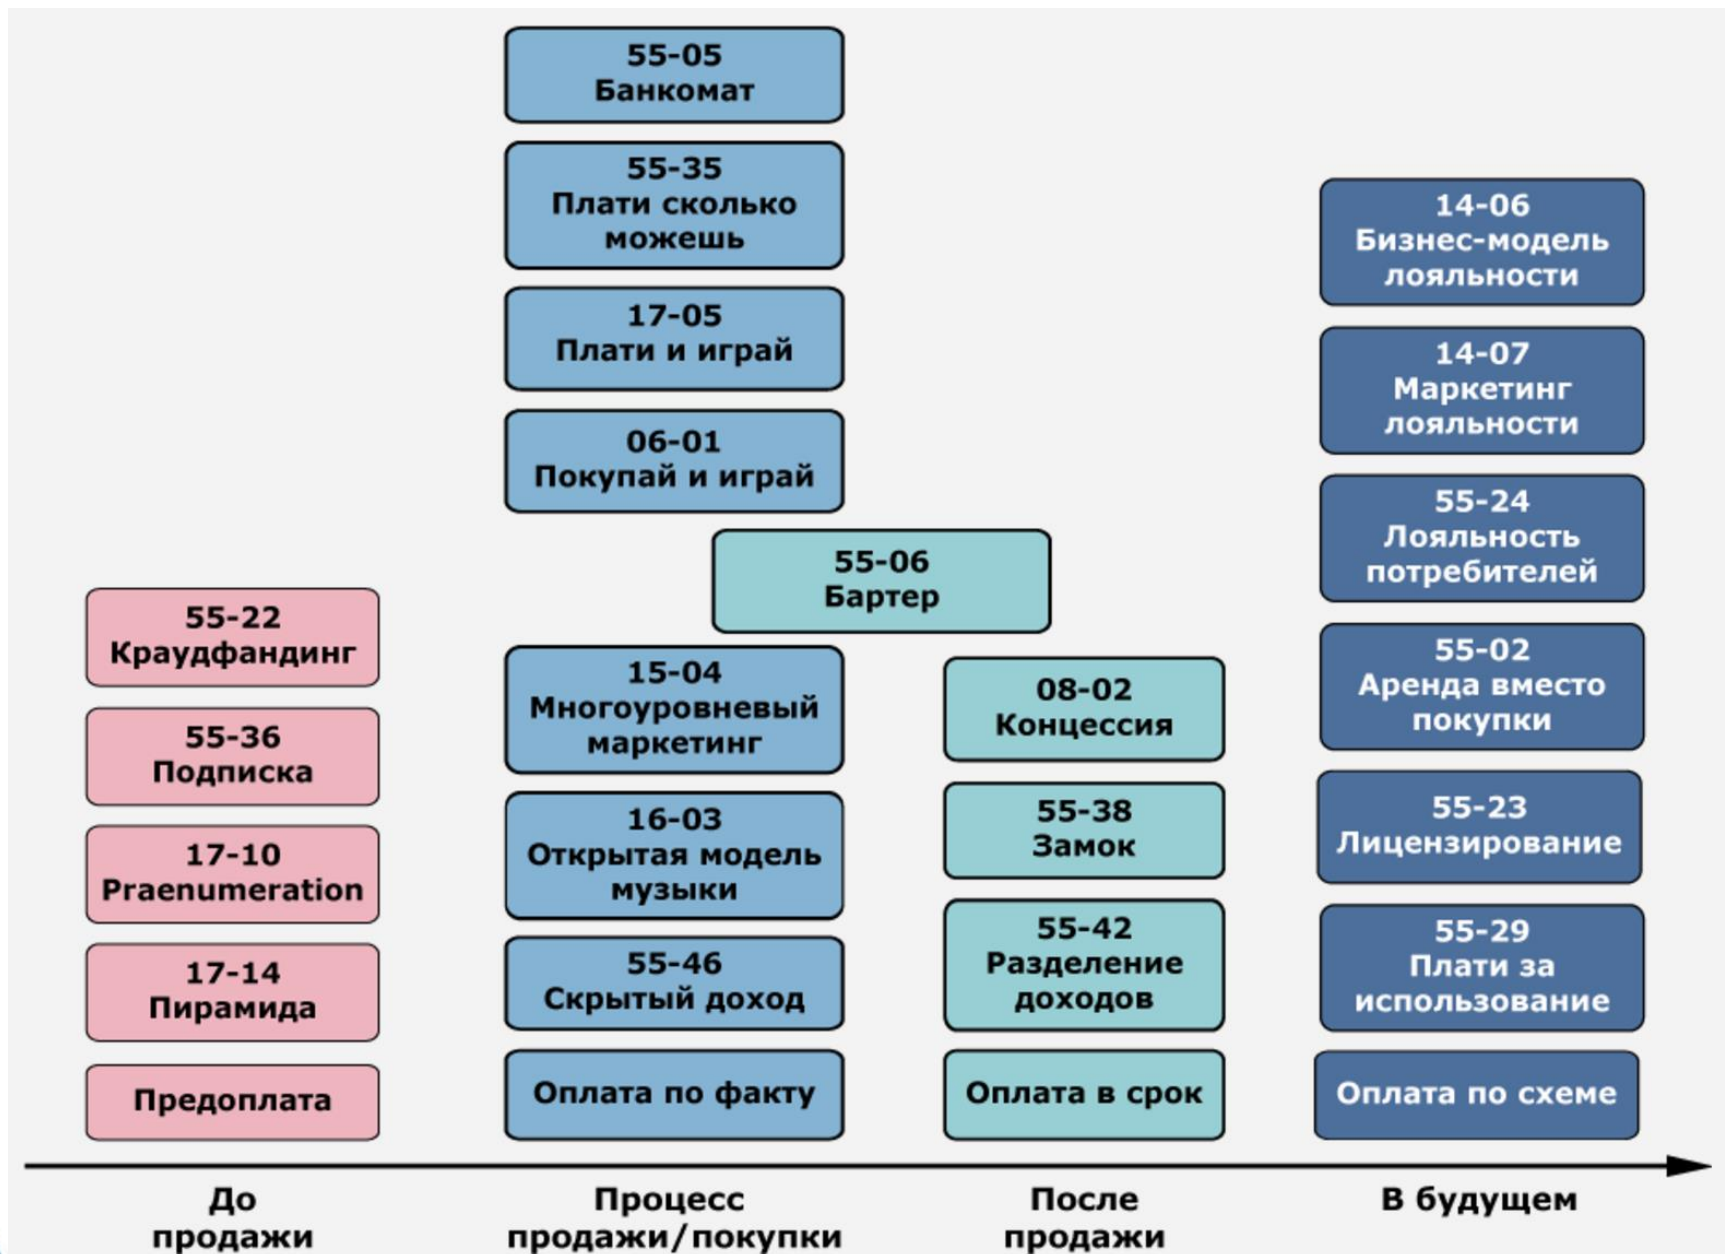 55-05
Банкомат
55-35
Плати сколько
можешь
17-05
Плати и играй
06-01
Покупай и играй
55-06
Бартер
55-22
Краудфандинг
55-36
Подписка
17-10
Praenumeration
17-14
Пирамида
Предоплата
15-04
Многоуровневый
маркетинг
16-03
Открытая модель
музыки
55-46
Скрытый доход
Оплата по факту
08-02
Концессия
55-38
Замок
55-42
Разделение
доходов
Оплата в срок
14-06
Бизнес-модель
лояльности
14-07
Маркетинг
лояльности
55-24
Лояльность
потребителей
55-02
Аренда вместо
покупки
55-23
Лицензирование
55-29
Плати за
использование
Оплата по схеме
До
продажи
Процесс
продажи/покупки
После
продажи
В будущем